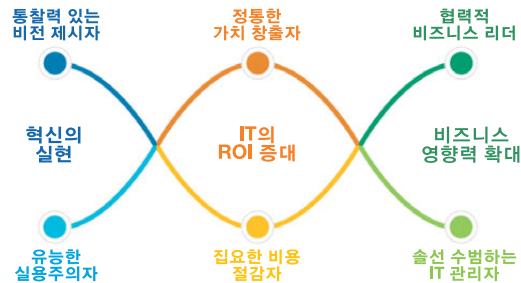 통찰력 있는
비전 제시자
정통한
가치 창출자
협력적
비즈니스 리더
혁신의
실현
IT의
ROI 증대
비즈니스
영향력 확대
유능한
실용주의자
집요한 비용
절감자
솔선 수범하는
IT 관리자